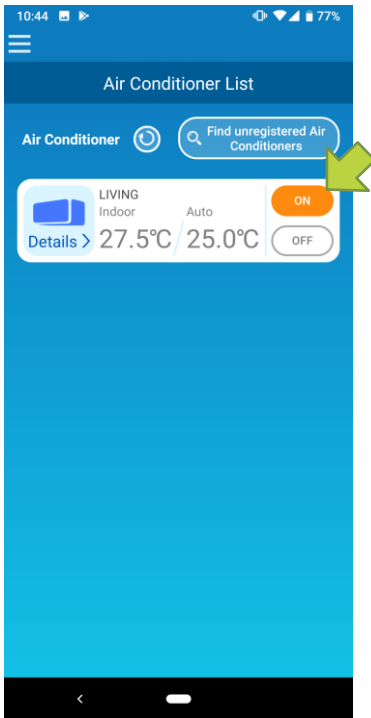 10:44 77%
Air Conditioner List
Air Conditioner
Find unregistered Air
Conditioners
LIVING
Indoor Auto
Details > 27.5℃ 25.0℃
ON
OFF